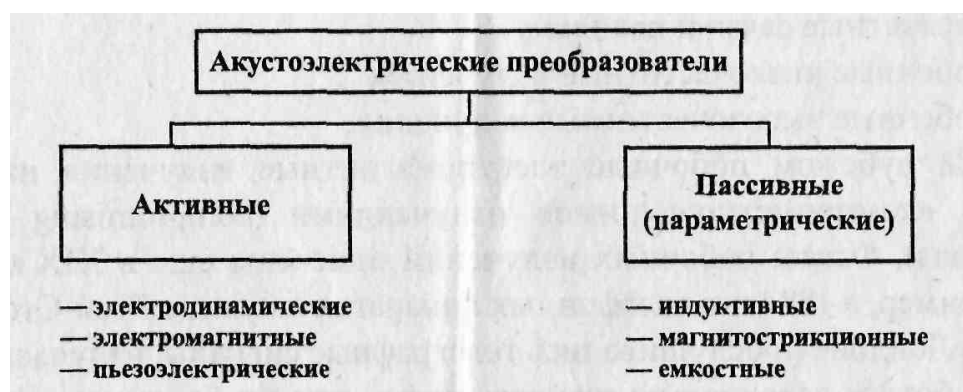 Акустоэлектрические преобразователи
Активные
Пассивные
(параметрические)
— электродинамические
— электромагнитные
— пьезоэлектрические
— индуктивные
— магнитострикционные
— емкостные